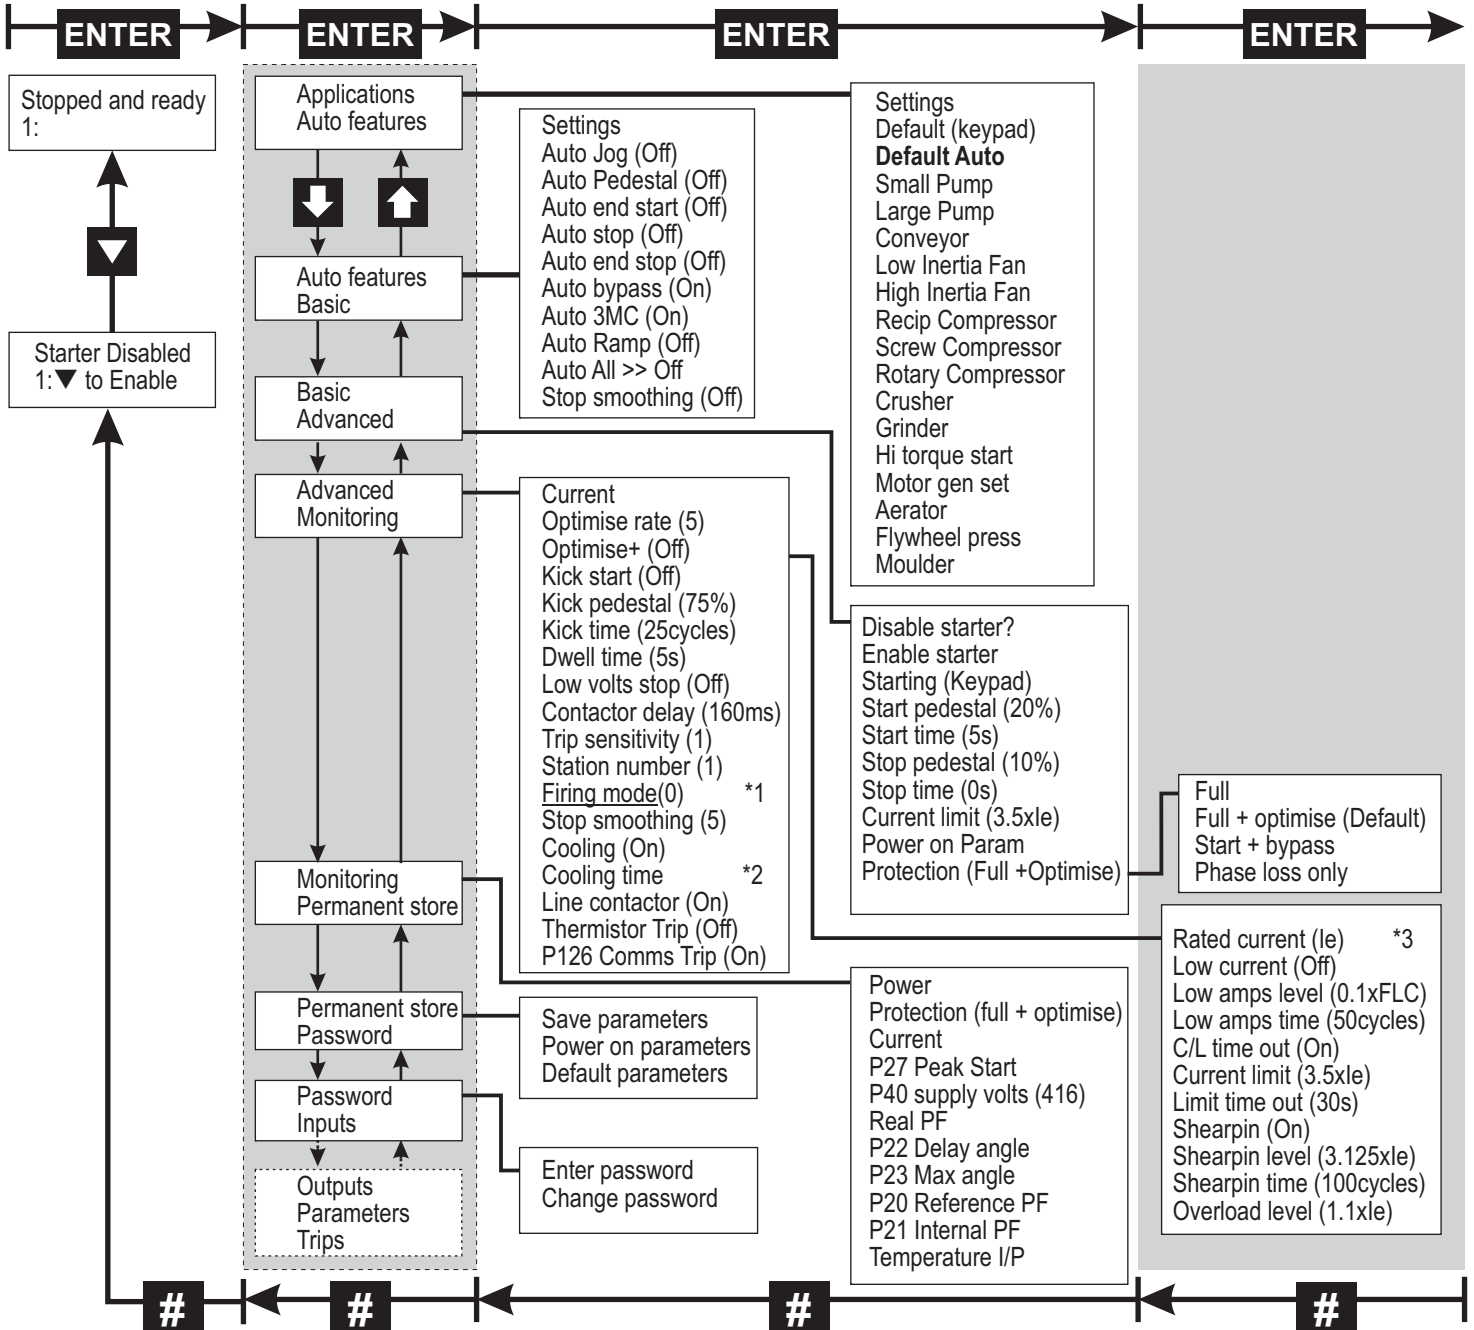 ENTER
ENTER
ENTER
ENTER
Stopped and ready
1:
Starter Disabled
1:▼ to Enable
Applications
Auto features
Auto features
Basic
Basic
Advanced
Advanced
Monitoring
Monitoring
Permanent store
Permanent store
Password
Password
Inputs
Outputs
Parameters
Trips
Settings
Auto Jog (Off)
Auto Pedestal (Off)
Auto end start (Off)
Auto stop (Off)
Auto end stop (Off)
Auto bypass (On)
Auto 3MC (On)
Auto Ramp (Off)
Auto All >> Off
Stop smoothing (Off)
Current
Optimise rate (5)
Optimise+ (Off)
Kick start (Off)
Kick pedestal (75%)
Kick time (25cycles)
Dwell time (5s)
Low volts stop (Off)
Contactor delay (160ms)
Trip sensitivity (1)
Station number (1)
Firing mode(0) *1
Stop smoothing (5)
Cooling (On)
Cooling time *2
Line contactor (On)
Thermistor Trip (Off)
P126 Comms Trip (On)
Save parameters
Power on parameters
Default parameters
Enter password
Change password
Settings
Default (keypad)
Default Auto
Small Pump
Large Pump
Conveyor
Low Inertia Fan
High Inertia Fan
Recip Compressor
Screw Compressor
Rotary Compressor
Crusher
Grinder
Hi torque start
Motor gen set
Aerator
Flywheel press
Moulder
Disable starter?
Enable starter
Starting (Keypad)
Start pedestal (20%)
Start time (5s)
Stop pedestal (10%)
Stop time (0s)
Current limit (3.5xIe)
Power on Param
Protection (Full +Optimise)
Power
Protection (full + optimise)
Current
P27 Peak Start
P40 supply volts (416)
Real PF
P22 Delay angle
P23 Max angle
P20 Reference PF
P21 Internal PF
Temperature I/P
Full
Full + optimise (Default)
Start + bypass
Phase loss only
Rated current (Ie) *3
Low current (Off)
Low amps level (0.1xFLC)
Low amps time (50cycles)
C/L time out (On)
Current limit (3.5xIe)
Limit time out (30s)
Shearpin (On)
Shearpin level (3.125xIe)
Shearpin time (100cycles)
Overload level (1.1xIe)
#
#
#
#